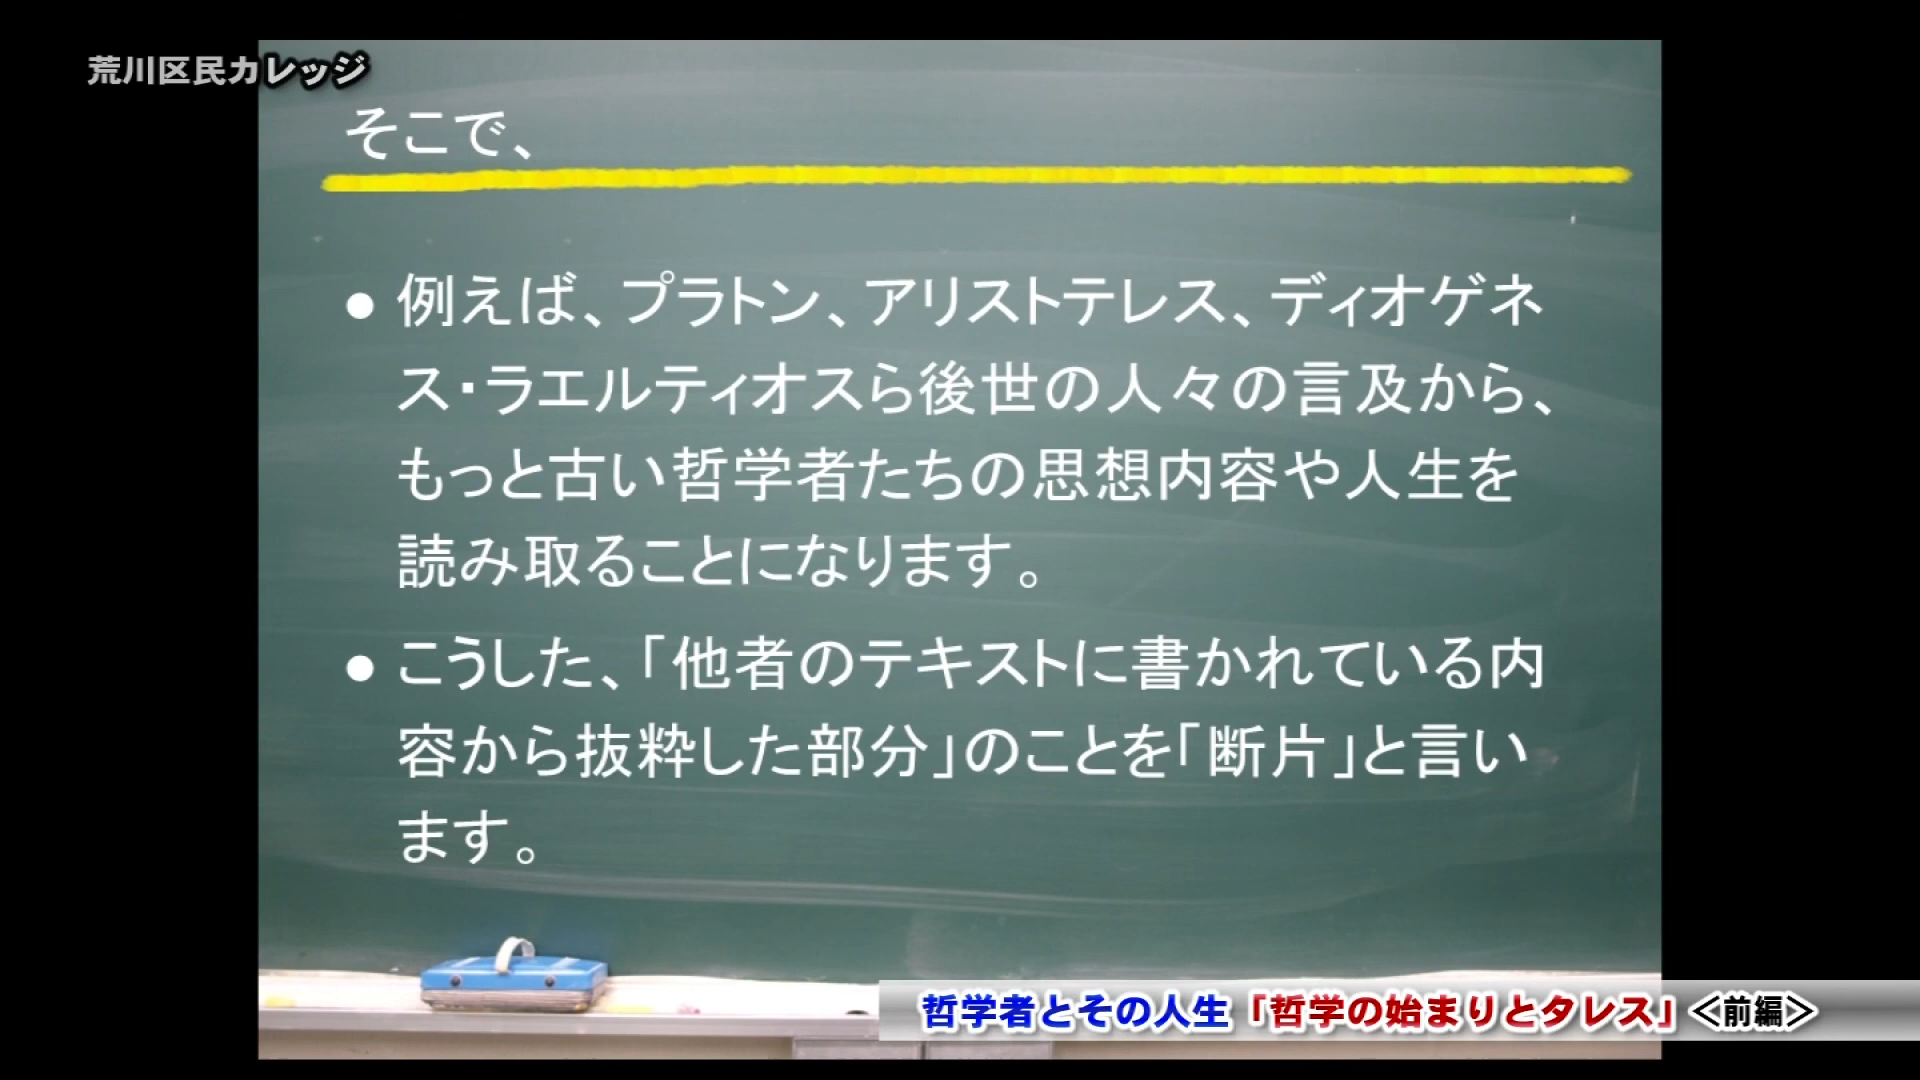 荒川区民カレッジ
そこで、
● 例えば、プラトン、アリストテレス、ディオゲネ
ス・ラエルティオスら後世の人々の言及から、
もっと古い哲学者たちの思想内容や人生を
読み取ることになります。
● こうした、「他者のテキストに書かれている内
容から抜粋した部分」のことを「断片」と言い
ます。
哲学者とその人生「哲学の始まりとタレス」＜前編＞